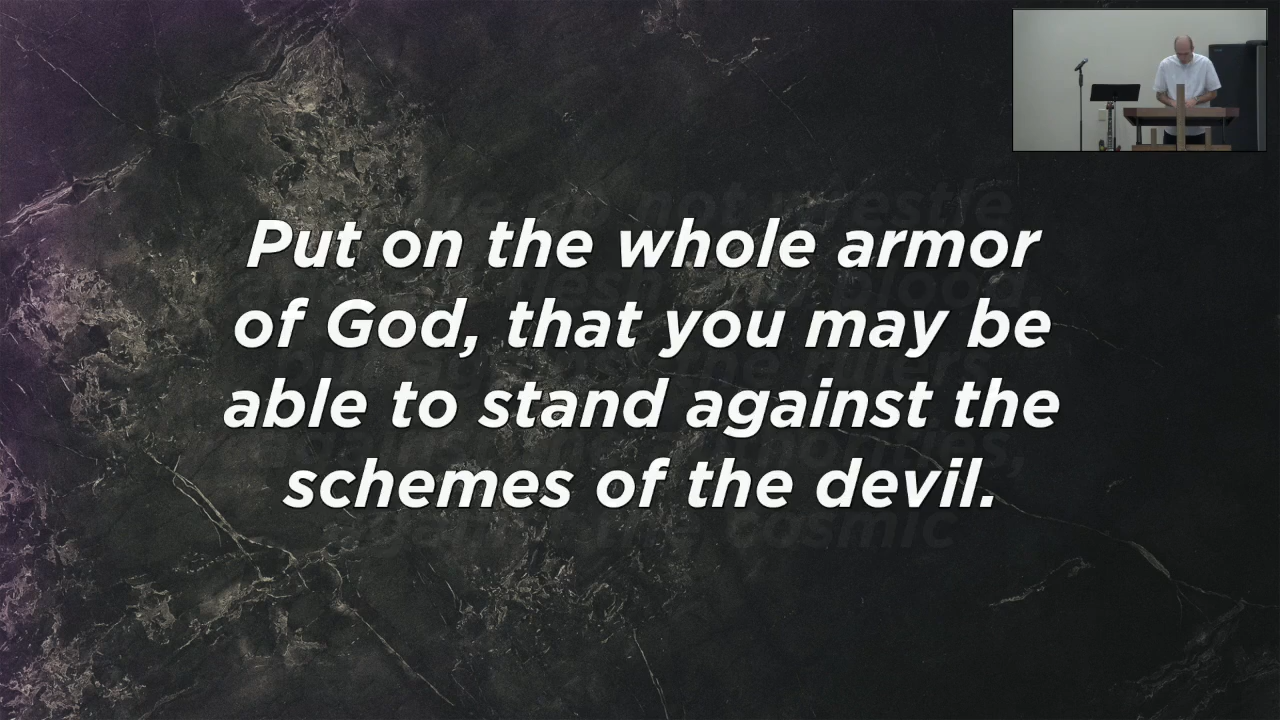 Put on the whole armor
of God, that you may be
able to stand against the
schemes of the devil.